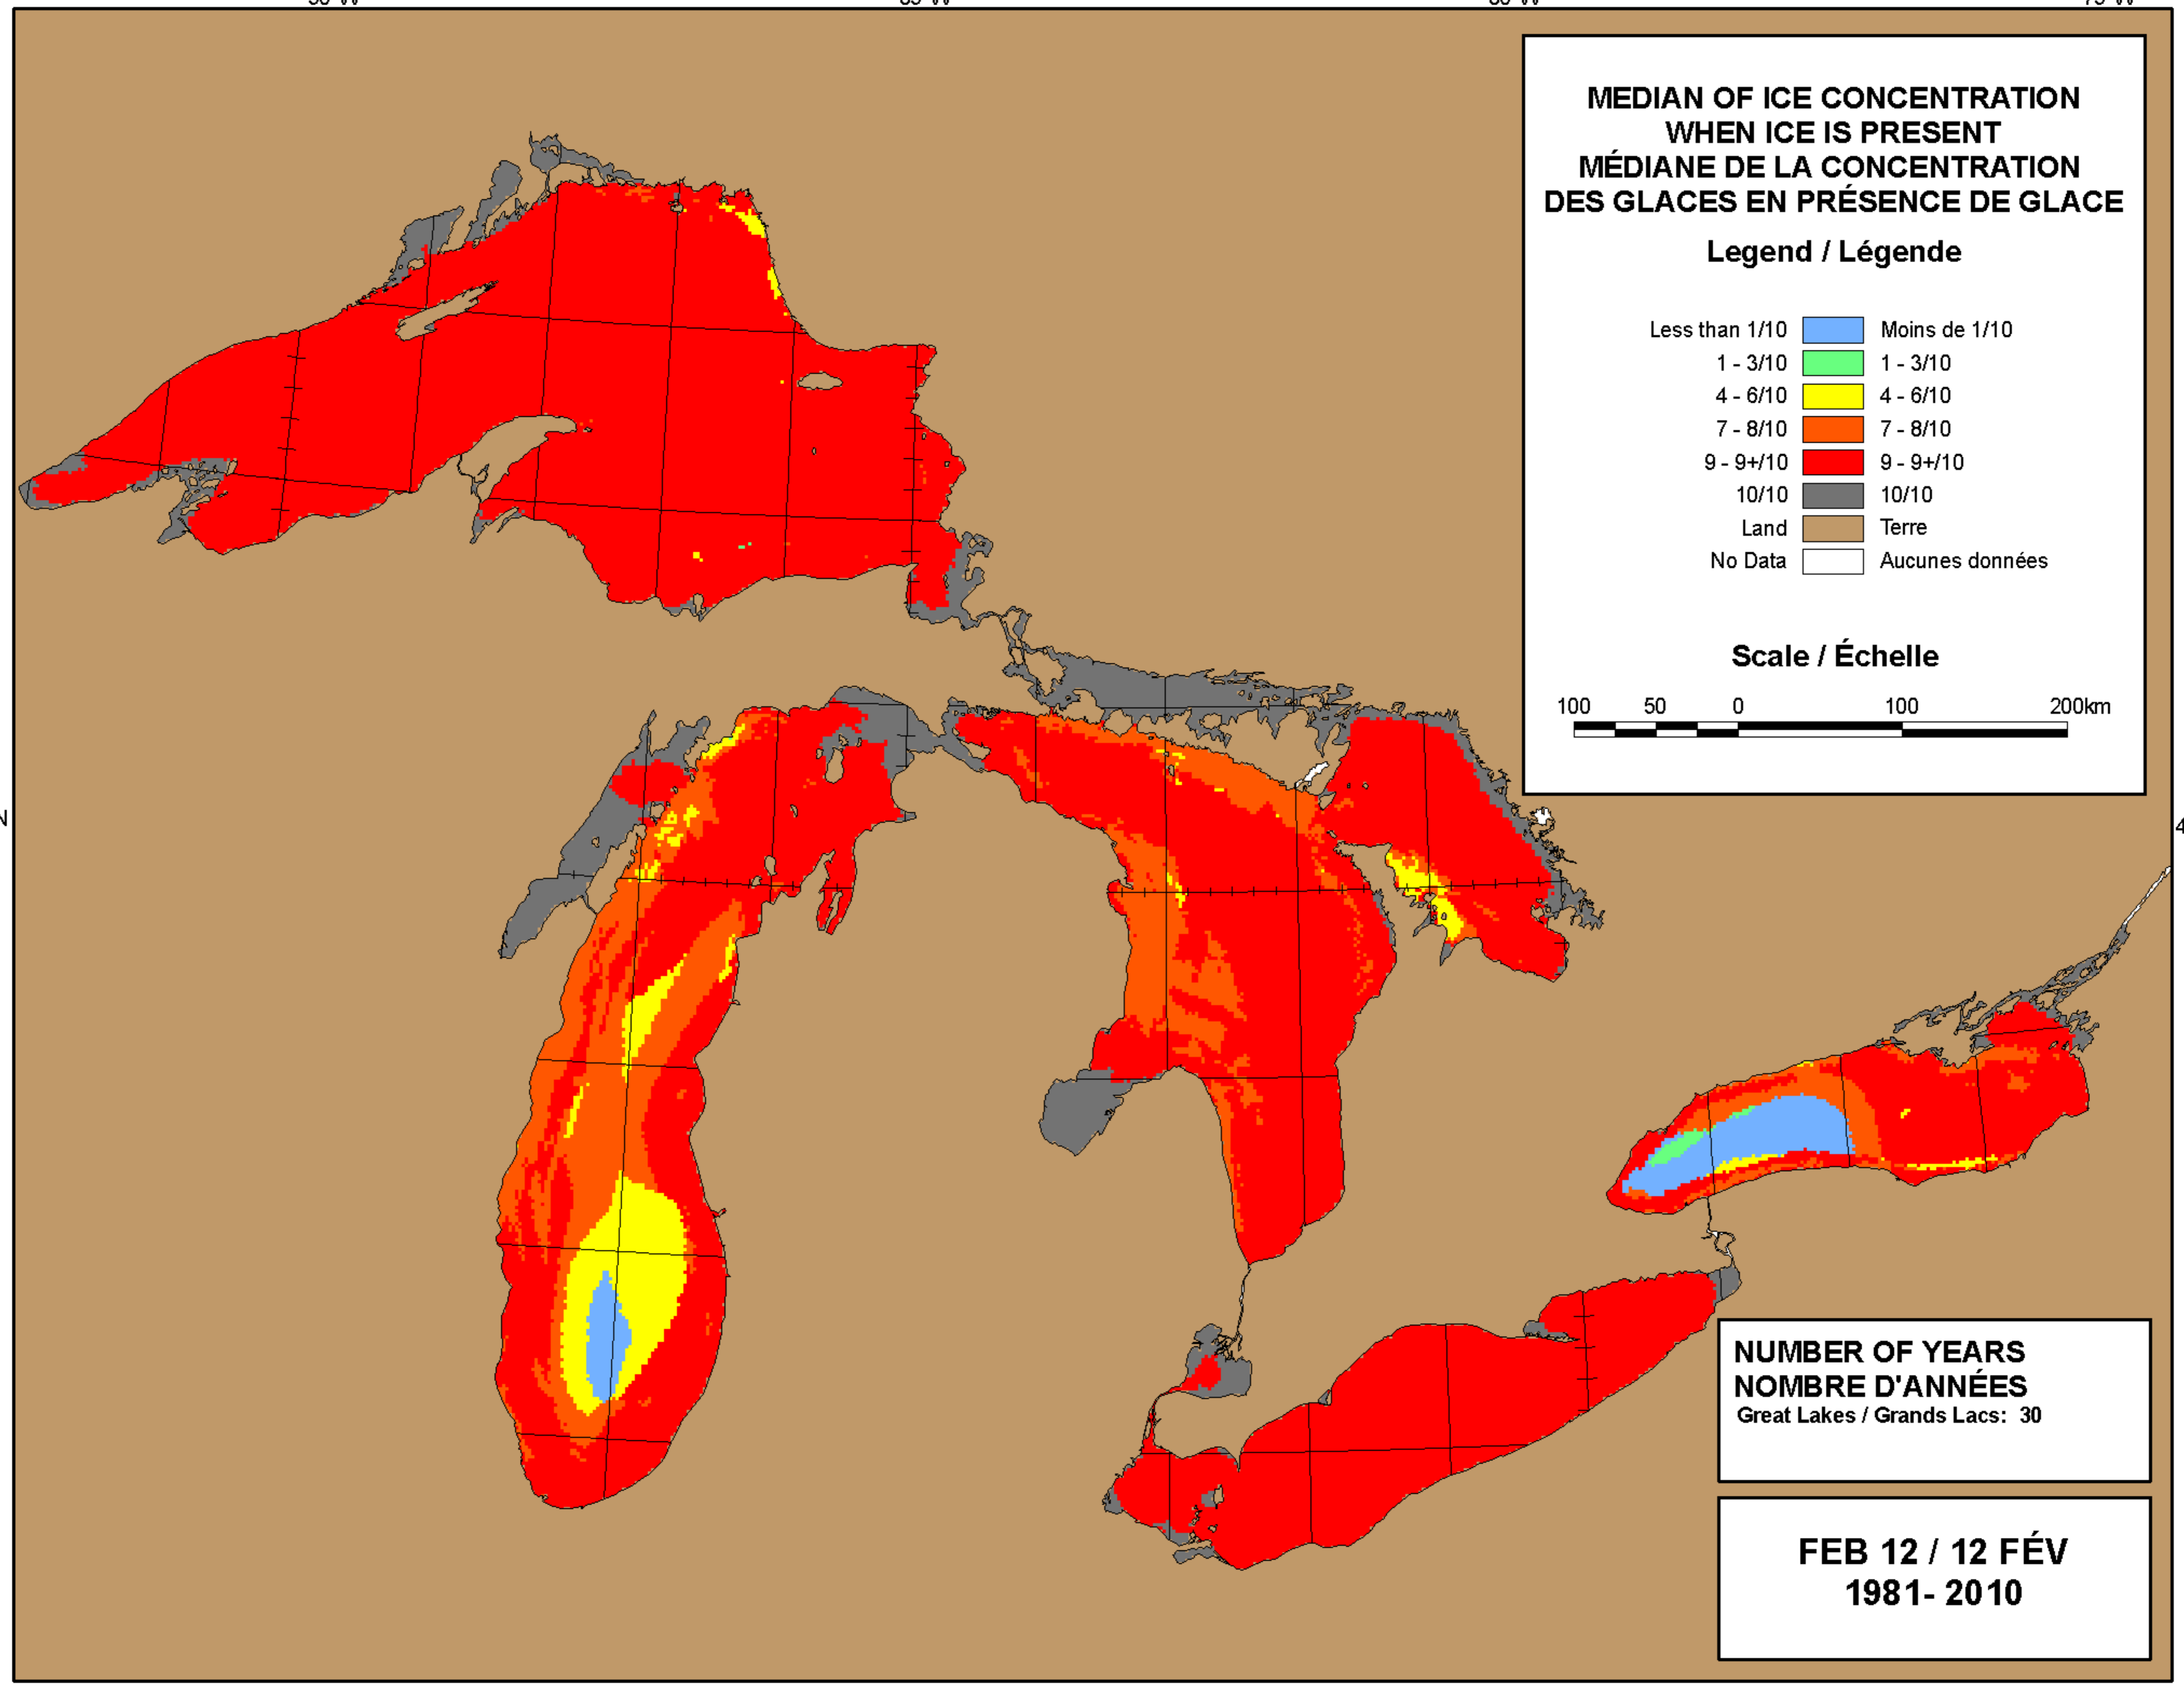 MEDIAN OF ICE CONCENTRATION
WHEN ICE IS PRESENT
MÉDIANE DE LA CONCENTRATION
DES GLACES EN PRÉSENCE DE GLACE
Legend / Légende
Less than 1/10 Moins de 1/10
1 - 3/10 1 - 3/10
4 - 6/10 4 - 6/10
7 - 8/10 7 - 8/10
9 - 9+/10 9 - 9+/10
10/10 10/10
Land Terre
No Data Aucunes données
Scale / Échelle
100 50 0 100 200km
N
4
NUMBER OF YEARS
NOMBRE D'ANNÉES
Great Lakes / Grands Lacs: 30
FEB 12 / 12 FÉV
1981- 2010